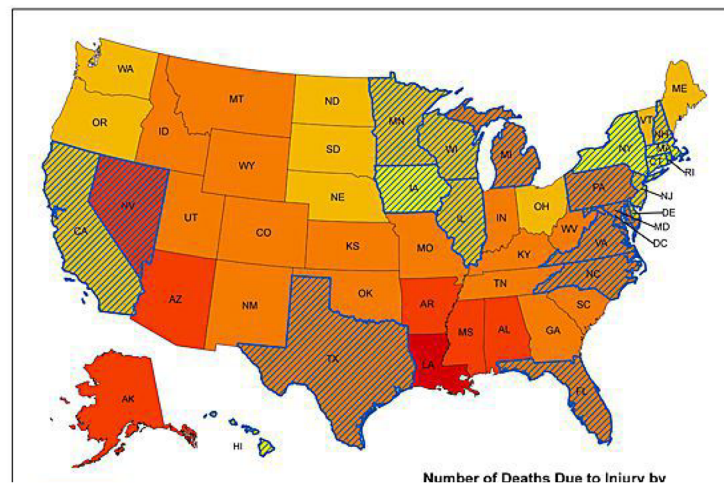 WA
MT
ND
MN
ME
VT
NH
OR
ID
SD
WI
MI
NY
MA
CT
RI
WY
NE
IA
PA
NJ
NV
UT
CO
IL
IN
OH
DE
MD
DC
CA
KS
MO
WV
VA
KY
NC
AZ
NM
OK
AR
TN
SC
MS
AL
GA
TX
LA
FL
AK
HI
Number of Deaths Due to Injury by